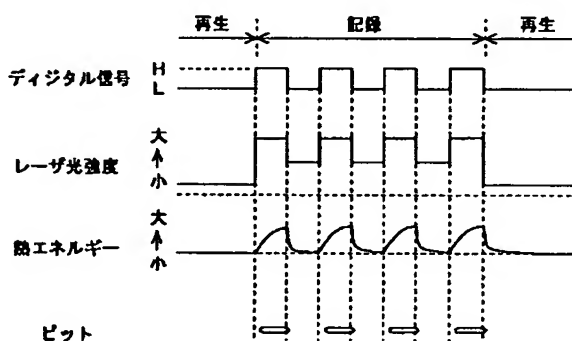 再生 記録 再生
ディジタル信号 H
L
レーザ光強度 大
↑
小
熱エネルギー 大
↑
小
ピット